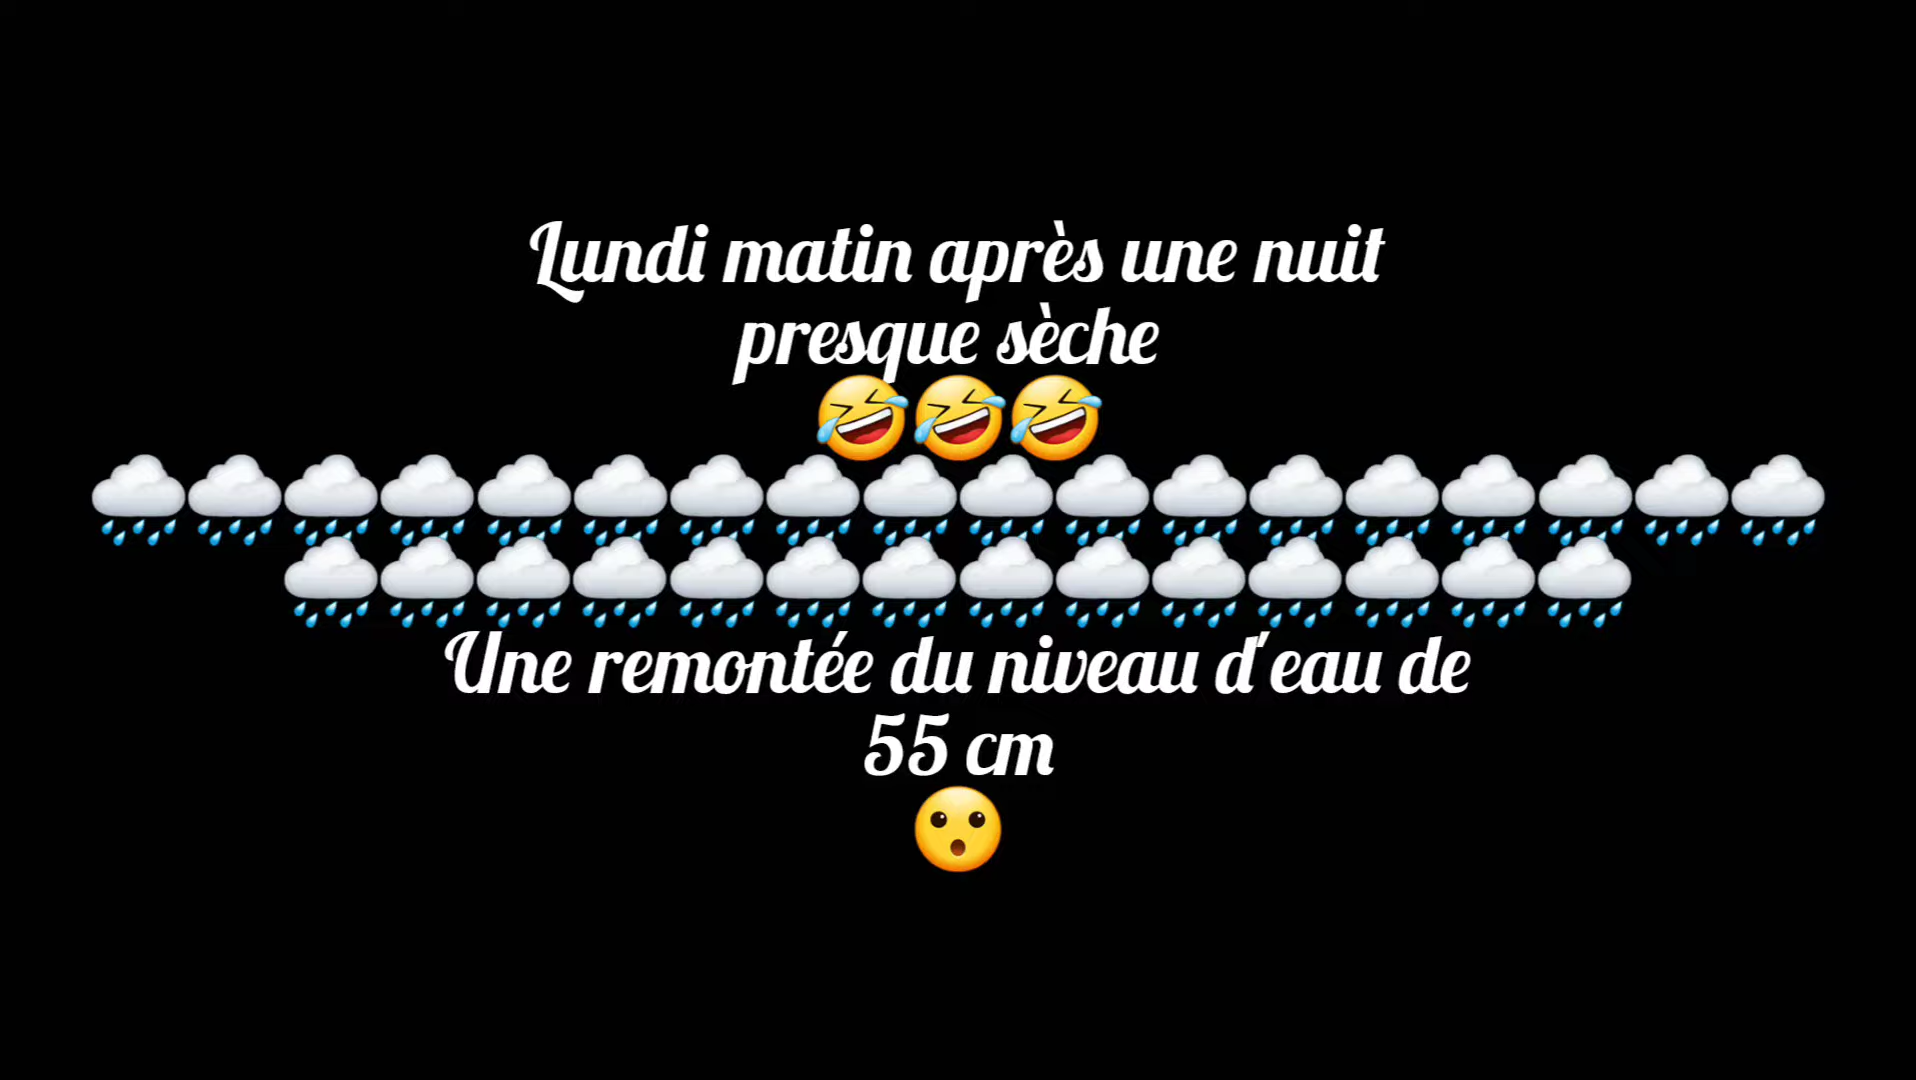 Lundi matin après une nuit
presque sèche
🤣🤣🤣
🌧🌧🌧🌧🌧🌧🌧🌧🌧🌧🌧🌧🌧🌧🌧🌧🌧🌧
🌧🌧🌧🌧🌧🌧🌧🌧🌧🌧🌧🌧🌧🌧
Une remontée du niveau d'eau de
55 cm
😮